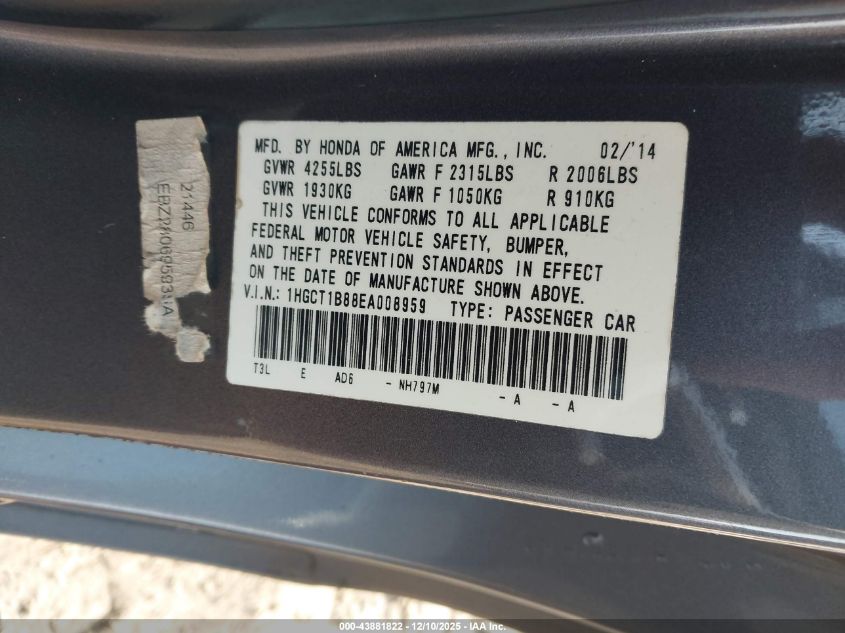 MFD. BY HONDA OF AMERICA MFG., INC. 02/'14
GVWR 4255LBS GAWR F 2315LBS R 2006LBS
GVWR 1930KG GAWR F 1050KG R 910KG
THIS VEHICLE CONFORMS TO ALL APPLICABLE
FEDERAL MOTOR VEHICLE SAFETY, BUMPER,
AND THEFT PREVENTION STANDARDS IN EFFECT
ON THE DATE OF MANUFACTURE SHOWN ABOVE.
V.I.N.: 1HGCT1B88EA008959 TYPE: PASSENGER CAR
T3L E AD6 - NH797M - A - A
21446
000-43881822 - 12/10/2025 - IAA Inc.